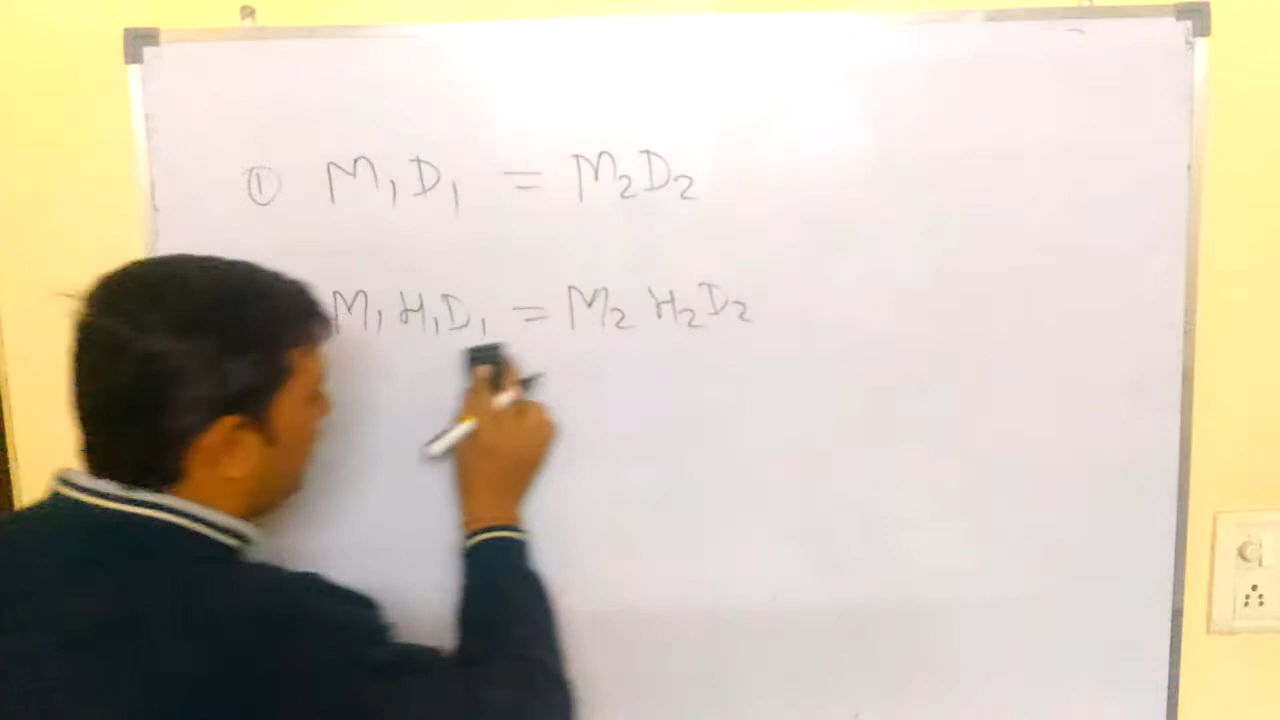 ① M₁D₁ = M₂D₂
M₁H₁D₁ = M₂H₂D₂